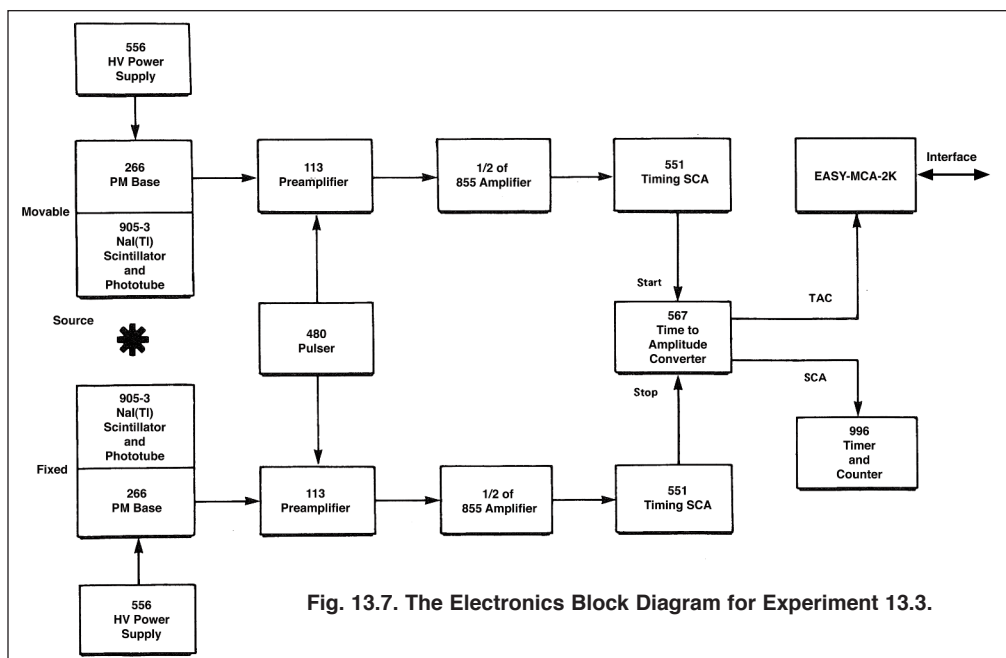 556
HV Power
Supply
266
PM Base
Movable
905-3
NaI(Tl)
Scintillator
and
Phototube
113
Preamplifier
1/2 of
855 Amplifier
551
Timing SCA
EASY-MCA-2K
Interface
Source
480
Pulser
Start
567
Time to
Amplitude
Converter
TAC
SCA
Stop
996
Timer
and
Counter
905-3
NaI(Tl)
Scintillator
and
Phototube
Fixed
266
PM Base
113
Preamplifier
1/2 of
855 Amplifier
551
Timing SCA
556
HV Power
Supply
Fig. 13.7. The Electronics Block Diagram for Experiment 13.3.